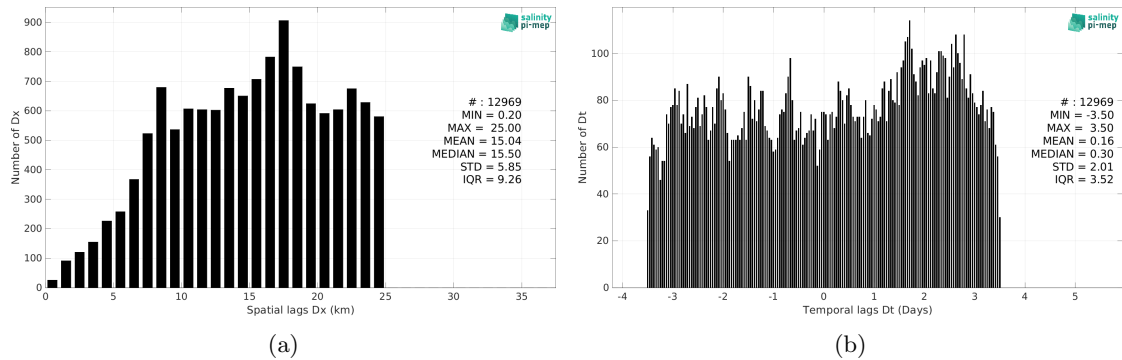 salinity
pi-mep
900
800
700
600
500
400
300
200
100
0
Number of Dx
# : 12969
MIN = 0.20
MAX = 25.00
MEAN = 15.04
MEDIAN = 15.50
STD = 5.85
IQR = 9.26
0 5 10 15 20 25 30 35
Spatial lags Dx (km)
(a)
salinity
pi-mep
100
80
60
40
20
0
Number of Dt
# : 12969
MIN = -3.50
MAX = 3.50
MEAN = 0.16
MEDIAN = 0.30
STD = 2.01
IQR = 3.52
-4 -3 -2 -1 0 1 2 3 4 5
Temporal lags Dt (Days)
(b)